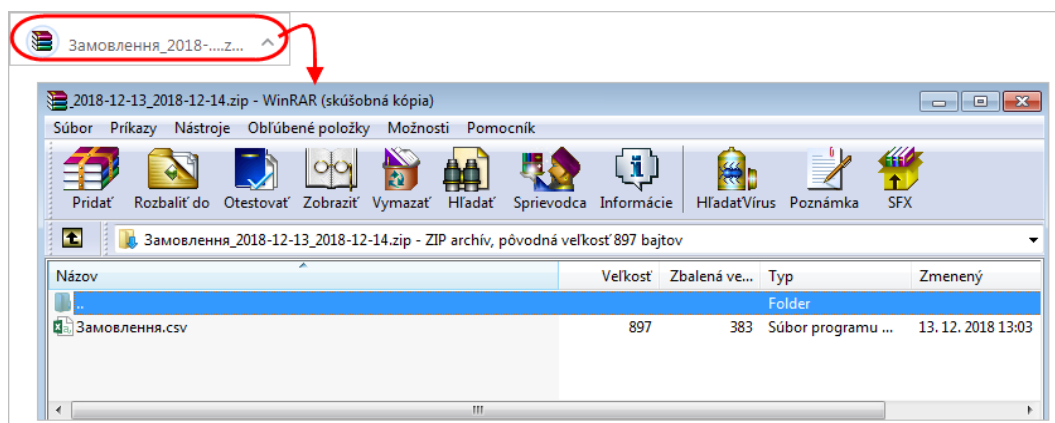 Замовлення_2018-....z...
_2018-12-13_2018-12-14.zip - WinRAR (skúšobná kópia)
Súbor Príkazy Nástroje Obľúbené položky Možnosti Pomocník
Pridať Rozbaliť do Otestovať Zobraziť Vymazať Hľadať Sprievodca Informácie HľadaťVírus Poznámka SFX
Замовлення_2018-12-13_2018-12-14.zip - ZIP archív, pôvodná veľkosť 897 bajtov
Názov Veľkosť Zbalená ve... Typ Zmenený
.. Folder
Замовлення.csv 897 383 Súbor programu ... 13. 12. 2018 13:03